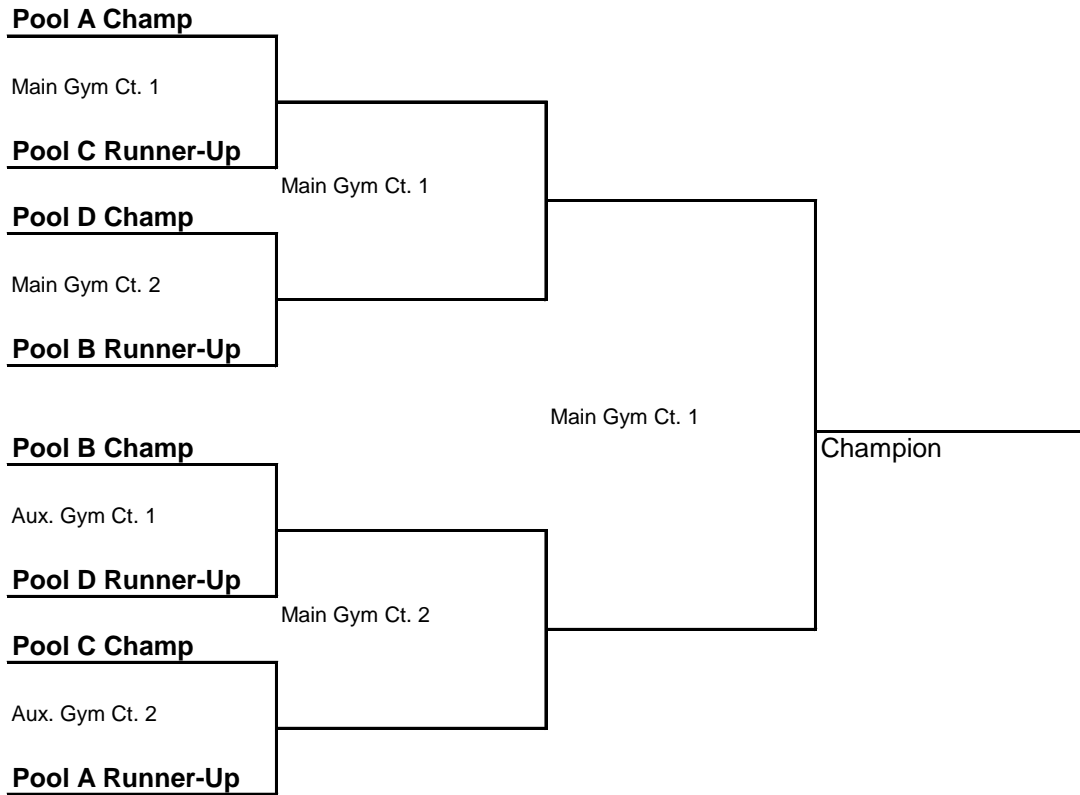 Pool A Champ
Main Gym Ct. 1
Pool C Runner-Up
Main Gym Ct. 1
Pool D Champ
Main Gym Ct. 2
Pool B Runner-Up
Main Gym Ct. 1
Pool B Champ
Champion
Aux. Gym Ct. 1
Pool D Runner-Up
Main Gym Ct. 2
Pool C Champ
Aux. Gym Ct. 2
Pool A Runner-Up